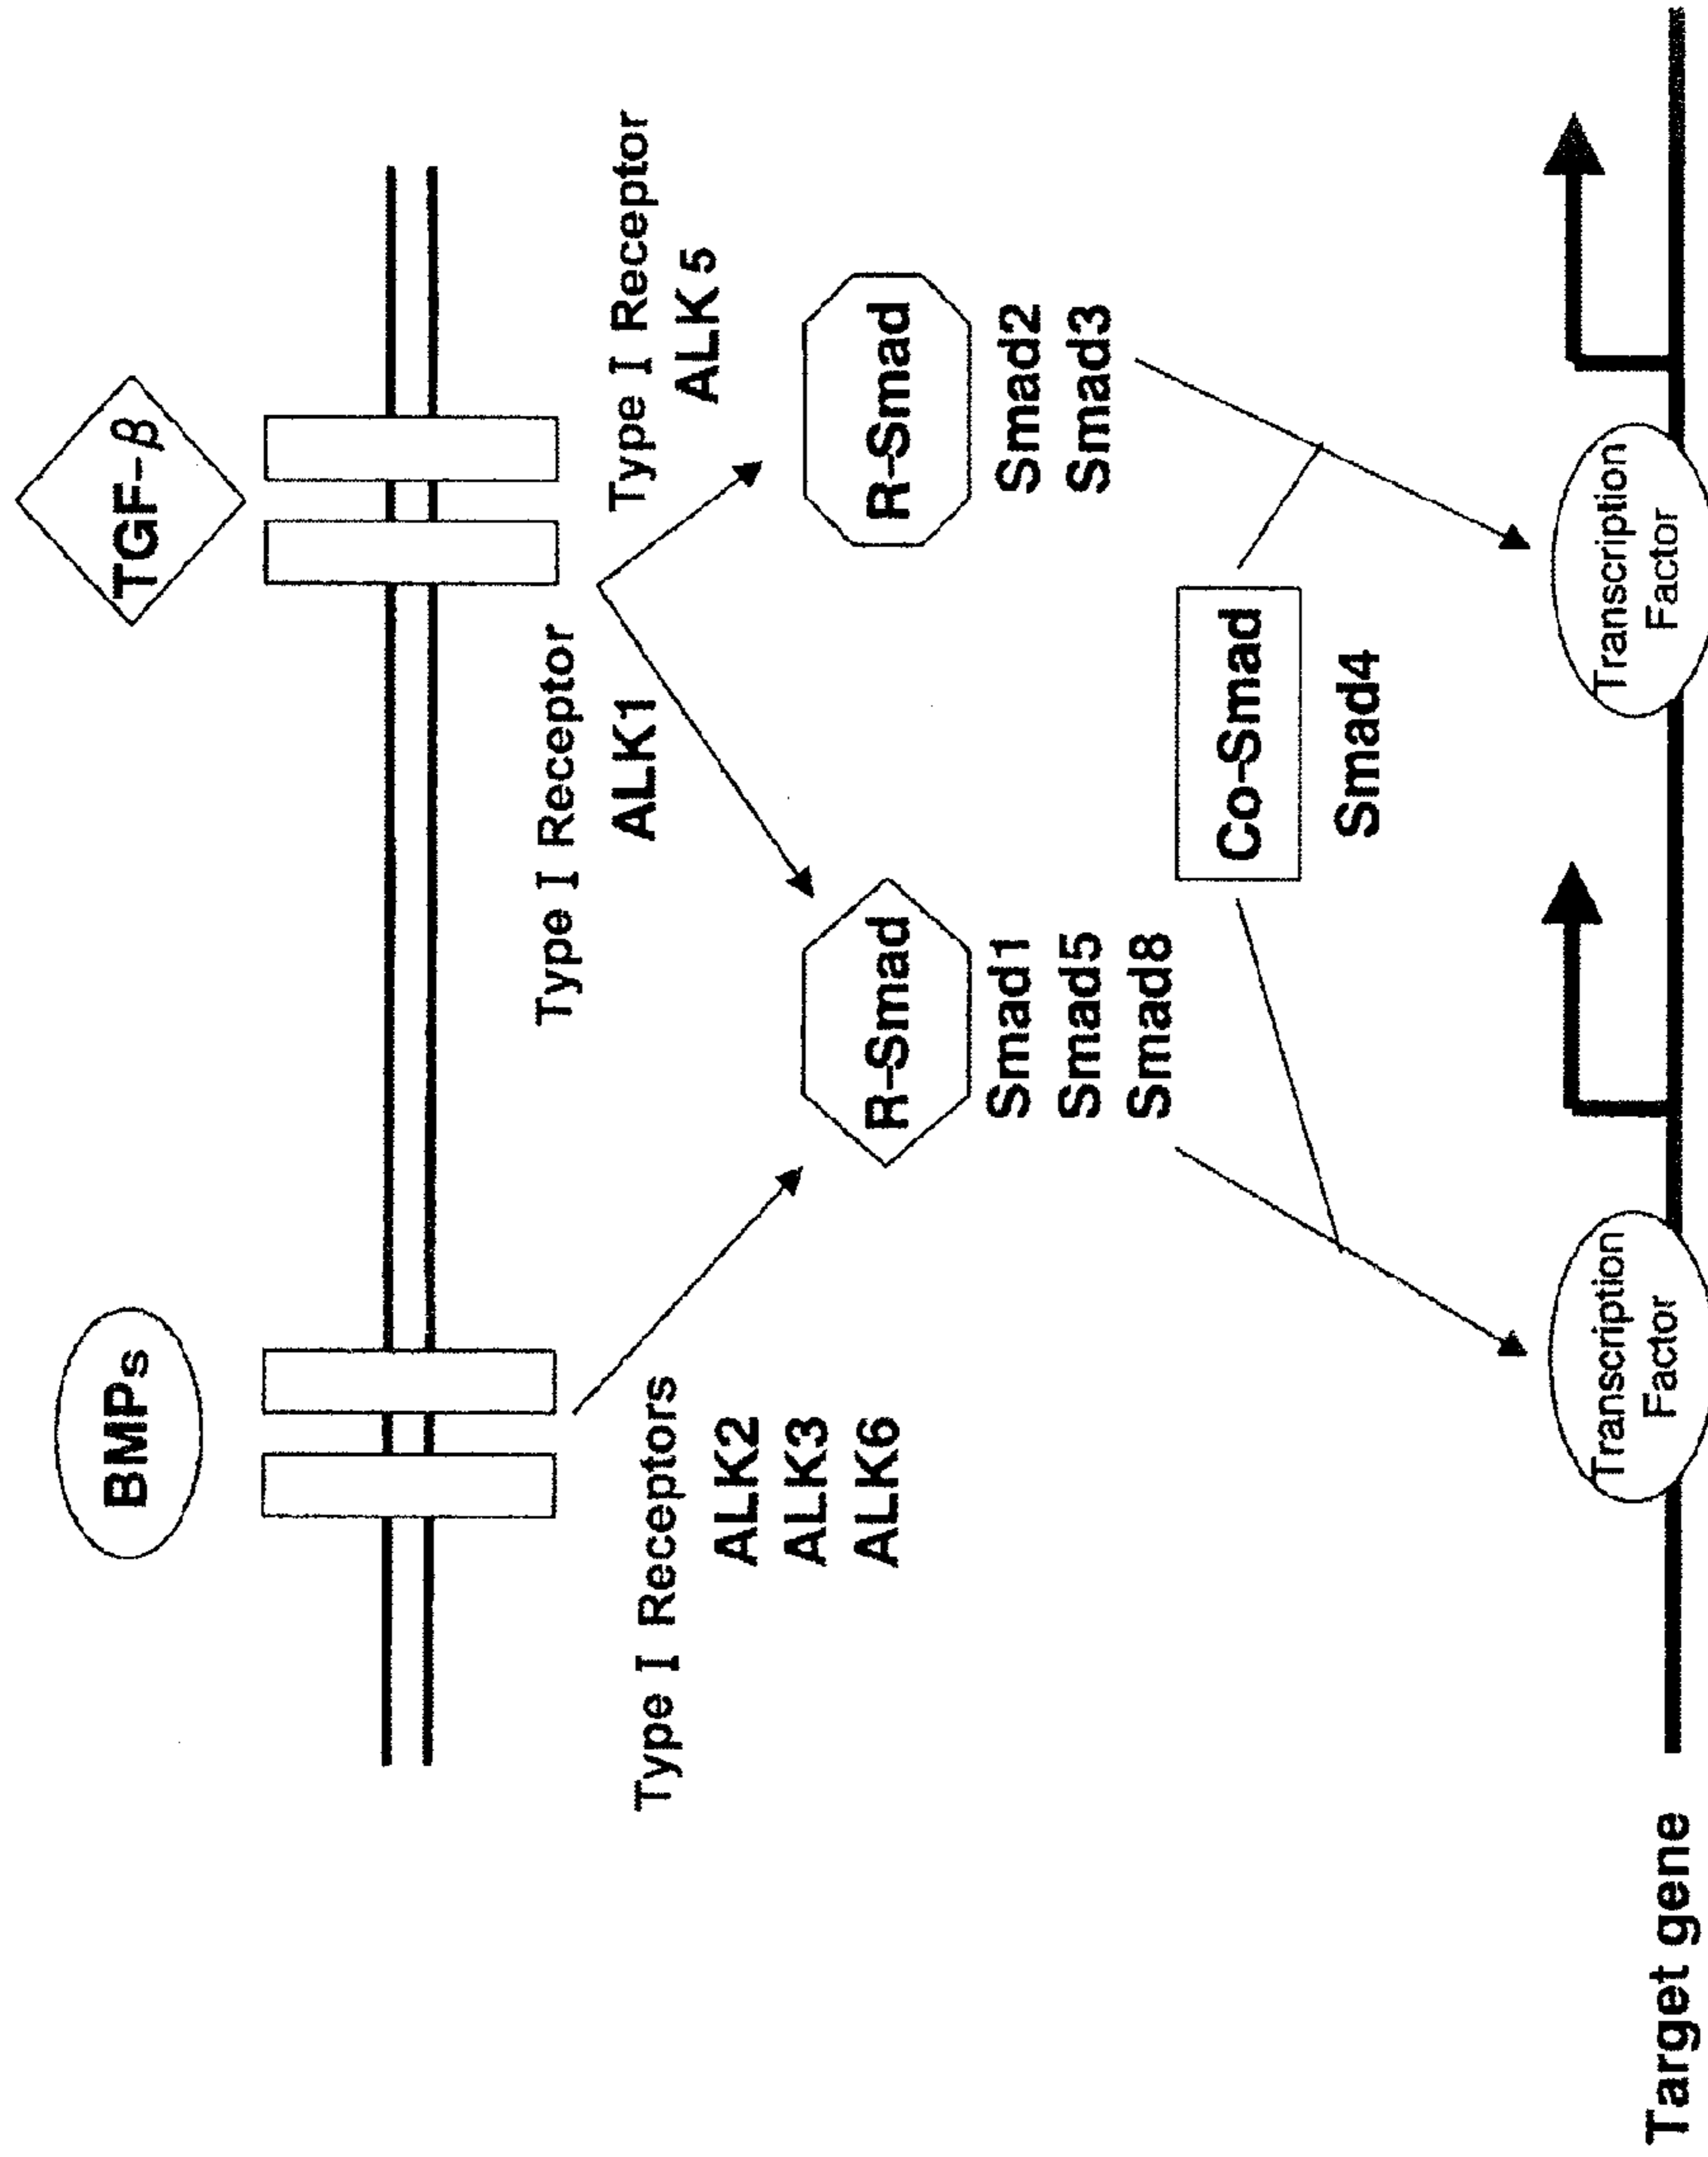 BMPs
TGF-β
Type I Receptors
ALK2
ALK3
ALK6
Type I Receptor
ALK1
Type I Receptor
ALK 5
R-Smad
Smad1
Smad5
Smad8
R-Smad
Smad2
Smad3
Co-Smad
Smad4
Transcription
Factor
Transcription
Factor
Target gene